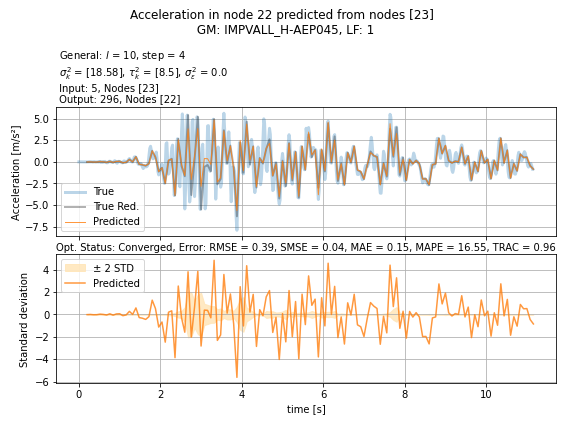 Acceleration in node 22 predicted from nodes [23]
GM: IMPVALL_H-AEP045, LF: 1
General: l = 10, step = 4
σ_k^2 = [18.58], τ_k^2 = [8.5], σ_ε^2 = 0.0
Input: 5, Nodes [23]
Output: 296, Nodes [22]
Acceleration [m/s²]
5.0
2.5
0.0
−2.5
−5.0
−7.5
True
True Red.
Predicted
Opt. Status: Converged, Error: RMSE = 0.39, SMSE = 0.04, MAE = 0.15, MAPE = 16.55, TRAC = 0.96
Standard deviation
4
2
0
−2
−4
−6
± 2 STD
Predicted
0 2 4 6 8 10
time [s]